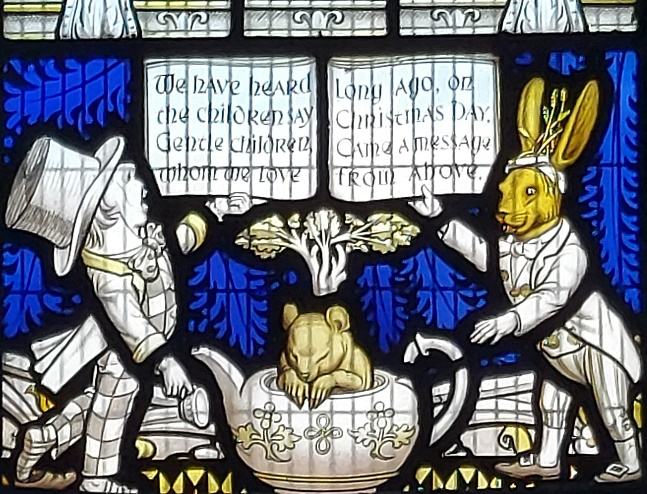 We have heard
the children say
Gentle children,
whom we love
Long ago, on
Christmas Day,
Came a message
from above.